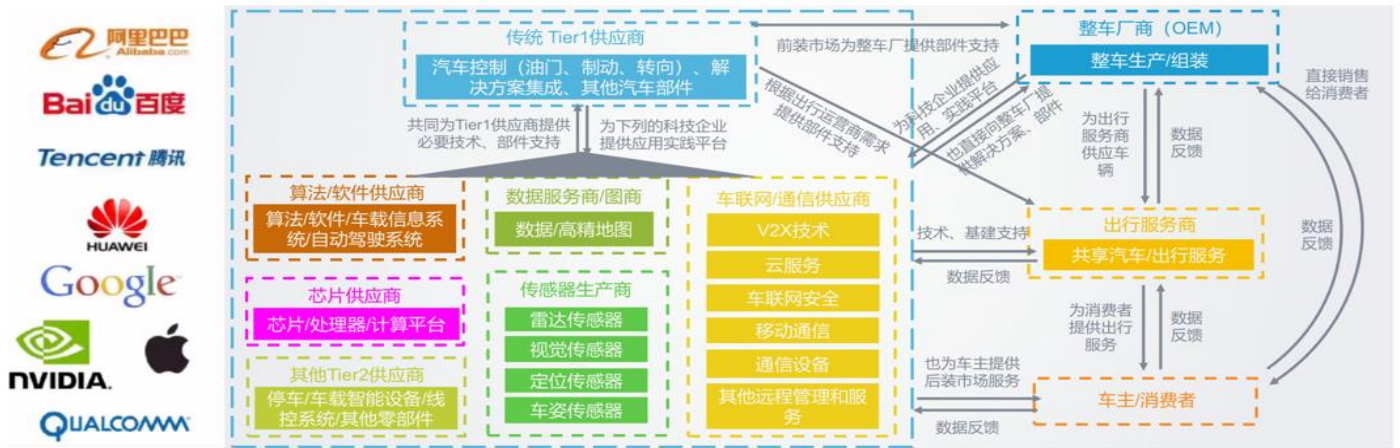 阿里巴巴
Alibaba.com
Bai du 百度
Tencent 腾讯
HUAWEI
Google
NVIDIA.
QUALCOMM
传统 Tier1供应商
汽车控制（油门、制动、转向）、解
决方案集成、其他汽车部件
共同为Tier1供应商提供
必要技术、部件支持
为下列的科技企业
提供应用实践平台
算法/软件供应商
算法/软件/车载信息系
统/自动驾驶系统
芯片供应商
芯片/处理器/计算平台
其他Tier2供应商
停车/车载智能设备/线
控系统/其他零部件
数据服务商/图商
数据/高精地图
传感器生产商
雷达传感器
视觉传感器
定位传感器
车姿传感器
车联网/通信供应商
V2X技术
云服务
车联网安全
移动通信
通信设备
其他远程管理和服
务
前装市场为整车厂提供部件支持
根据出行运营商需求
提供部件支持
为科技企业提供应
用、实践平台
也直接向整车厂提
供解决方案、部件
技术、基建支持
数据反馈
也为车主提供
后装市场服务
数据反馈
整车厂商（OEM）
整车生产/组装
为出行
服务商
供应车
辆
数据
反馈
出行服务商
共享汽车/出行服务
为消费者
提供出行
服务
数据
反馈
车主/消费者
直接销售
给消费者
数据
反馈